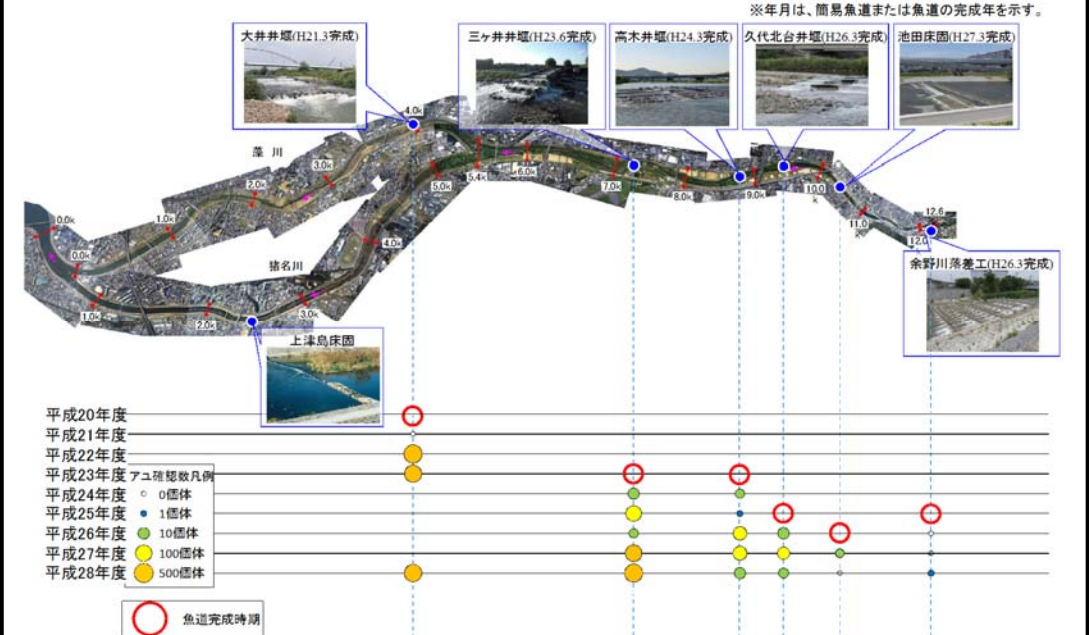 ※年月は、簡易魚道または魚道の完成年を示す。
大井井堰(H21.3完成)
三ヶ井井堰(H23.6完成)
高木井堰(H24.3完成)
久代北台井堰(H26.3完成)
池田床固(H27.3完成)
藻川
4.0k
3.0k
2.0k
1.0k
0.0k
0.0k
5.0k
5.4k
6.0k
7.0k
8.0k
9.0k
10.0k
11.0
12.0
12.6
猪名川
4.0k
3.0k
2.0k
1.0k
余野川落差工(H26.3完成)
上津島床固
平成20年度
平成21年度
平成22年度
平成23年度
平成24年度
平成25年度
平成26年度
平成27年度
平成28年度
アユ確認数凡例
0個体
1個体
10個体
100個体
500個体
魚道完成時期